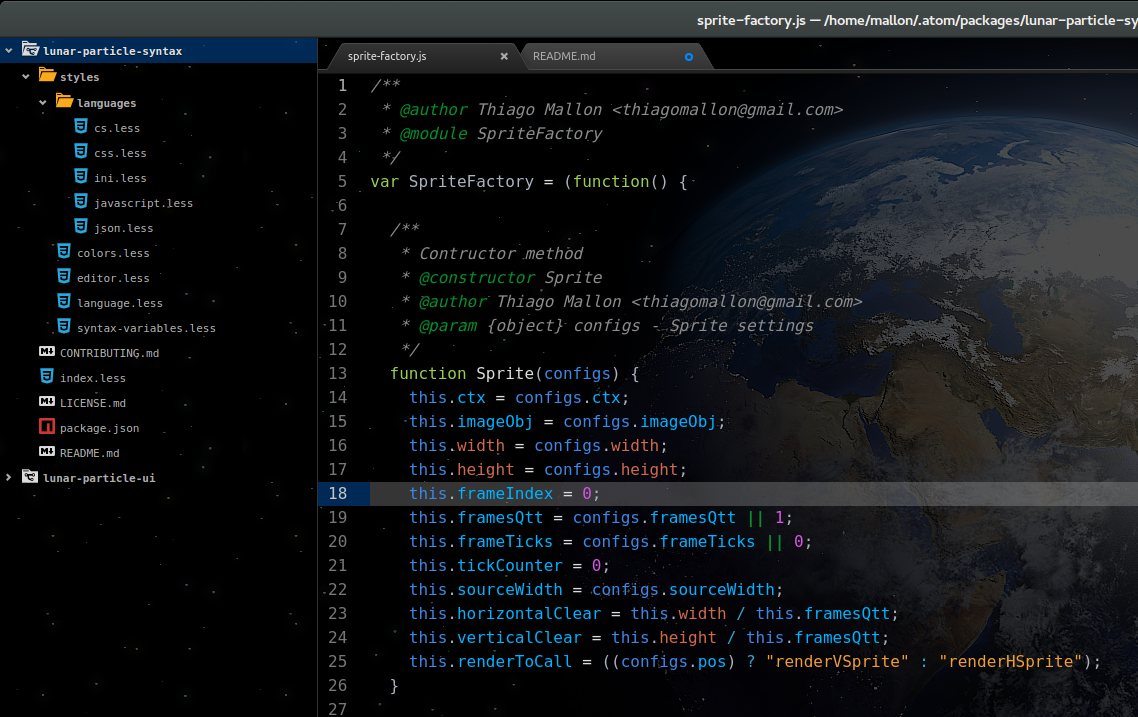 sprite-factory.js — /home/mallon/.atom/packages/lunar-particle-sy
lunar-particle-syntax
styles
languages
cs.less
css.less
ini.less
javascript.less
json.less
colors.less
editor.less
language.less
syntax-variables.less
CONTRIBUTING.md
index.less
LICENSE.md
package.json
README.md
lunar-particle-ui
sprite-factory.js README.md
1 /**
2 * @author Thiago Mallon <thiagomallon@gmail.com>
3 * @module SpriteFactory
4 */
5 var SpriteFactory = (function() {
6
7 /**
8 * Contructor method
9 * @constructor Sprite
10 * @author Thiago Mallon <thiagomallon@gmail.com>
11 * @param {object} configs - Sprite settings
12 */
13 function Sprite(configs) {
14 this.ctx = configs.ctx;
15 this.imageObj = configs.imageObj;
16 this.width = configs.width;
17 this.height = configs.height;
18 this.frameIndex = 0;
19 this.framesQtt = configs.framesQtt || 1;
20 this.frameTicks = configs.frameTicks || 0;
21 this.tickCounter = 0;
22 this.sourceWidth = configs.sourceWidth;
23 this.horizontalClear = this.width / this.framesQtt;
24 this.verticalClear = this.height / this.framesQtt;
25 this.renderToCall = ((configs.pos) ? "renderVSprite" : "renderHSprite");
26 }
27